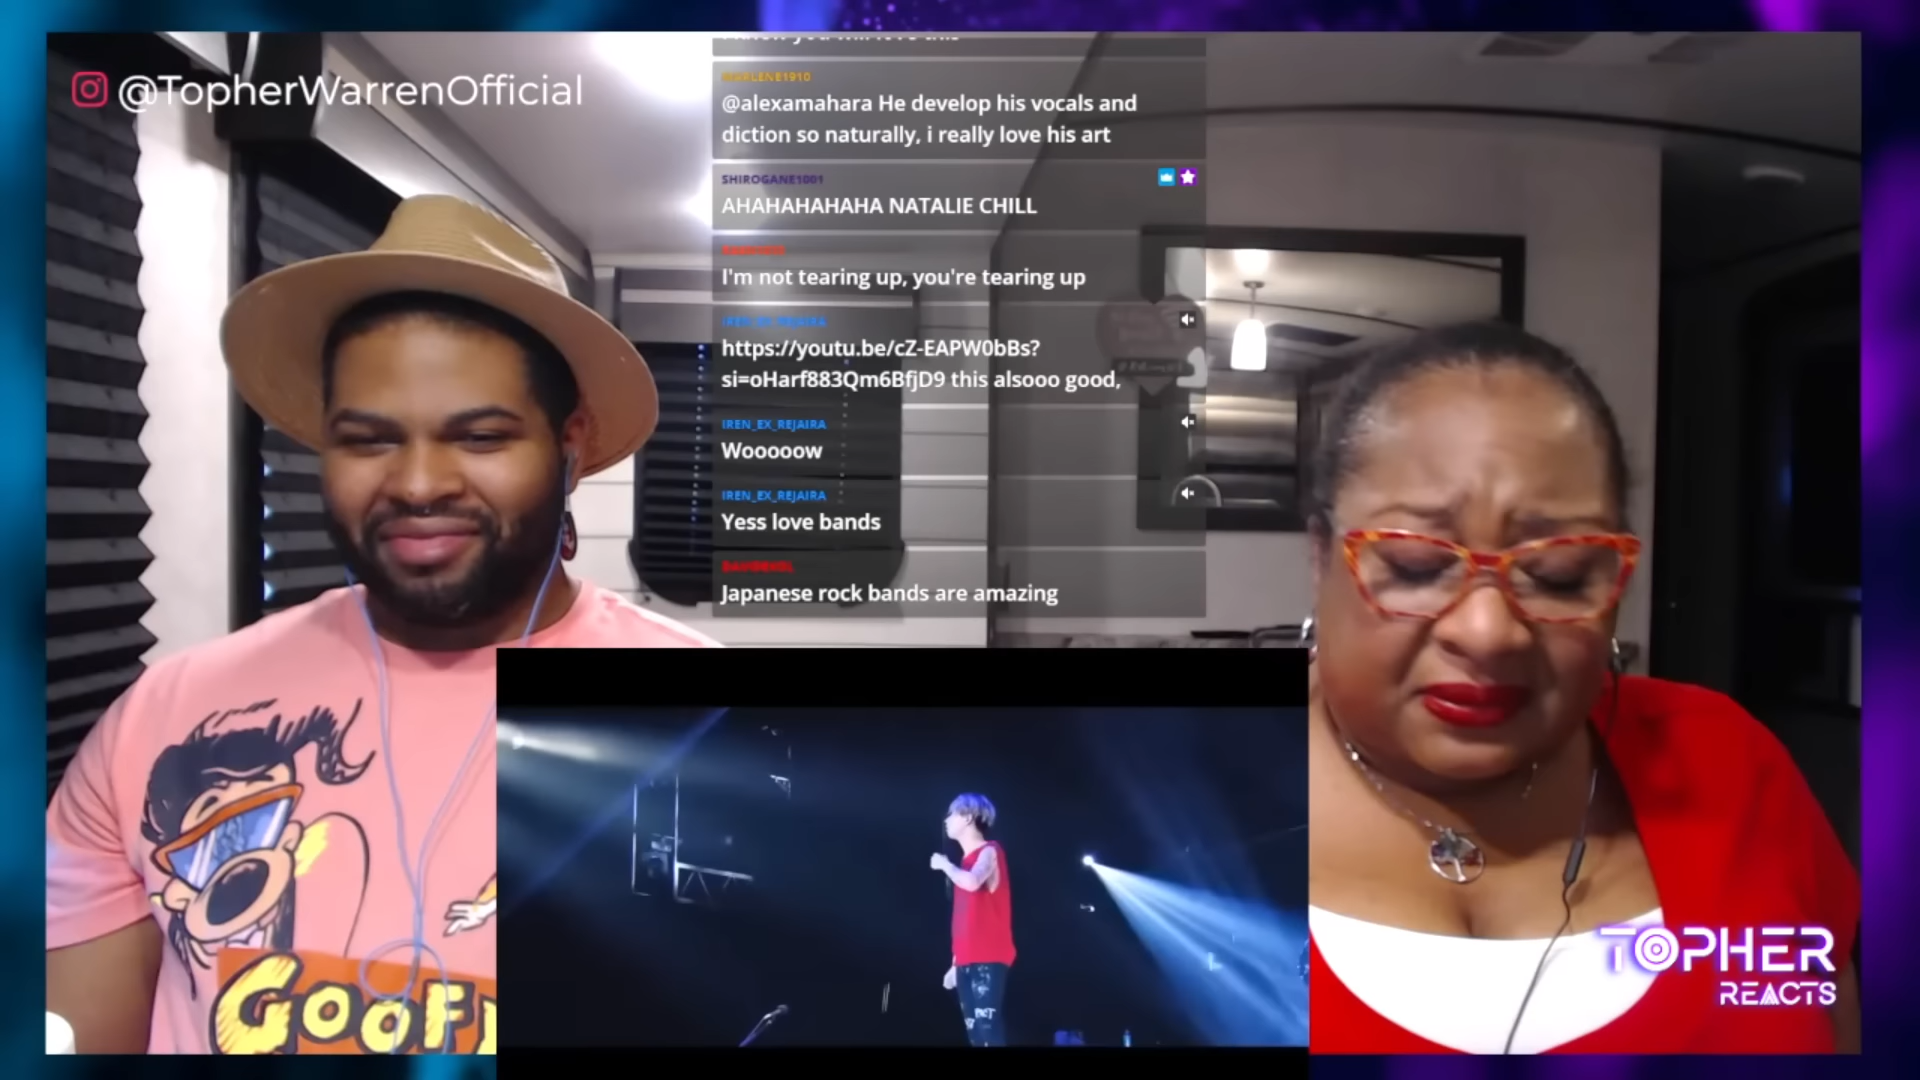 @TopherWarrenOfficial
@alexamahara He develop his vocals and
diction so naturally, i really love his art
SHIROGANE1001
AHAHAHAHAHA NATALIE CHILL
I'm not tearing up, you're tearing up
IREN_EX_REJAIRA
https://youtu.be/cZ-EAPW0bBs?
si=oHarf883Qm6BfjD9 this alsooo good,
IREN_EX_REJAIRA
Wooooow
IREN_EX_REJAIRA
Yess love bands
Japanese rock bands are amazing
GOOF
TOPHER
REACTS